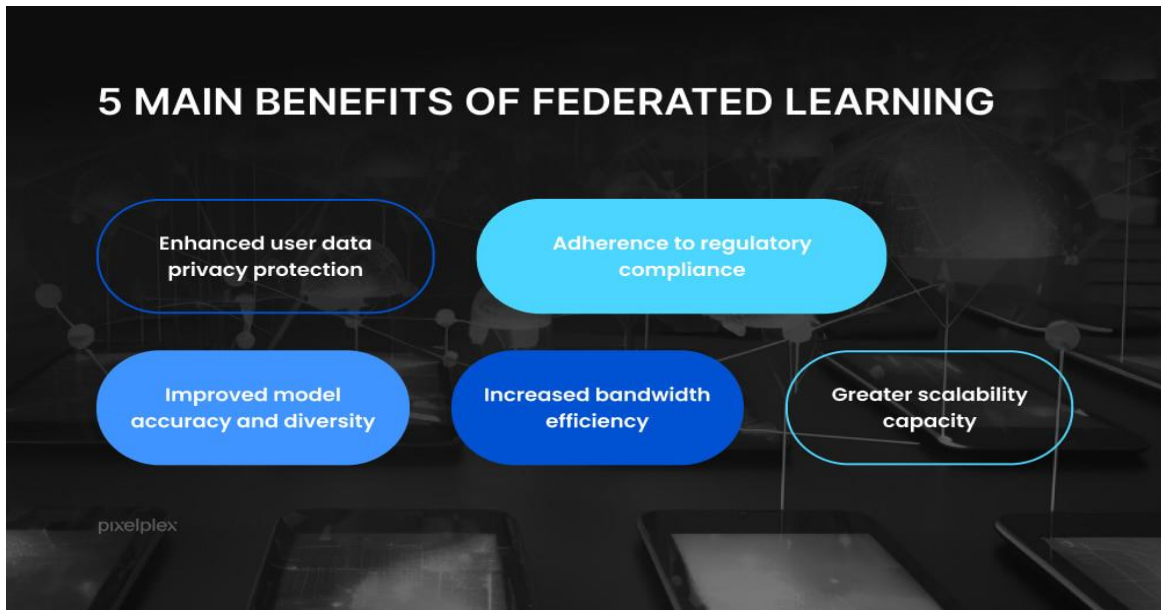 5 MAIN BENEFITS OF FEDERATED LEARNING
Enhanced user data
privacy protection
Adherence to regulatory
compliance
Improved model
accuracy and diversity
Increased bandwidth
efficiency
Greater scalability
capacity
pixelplex